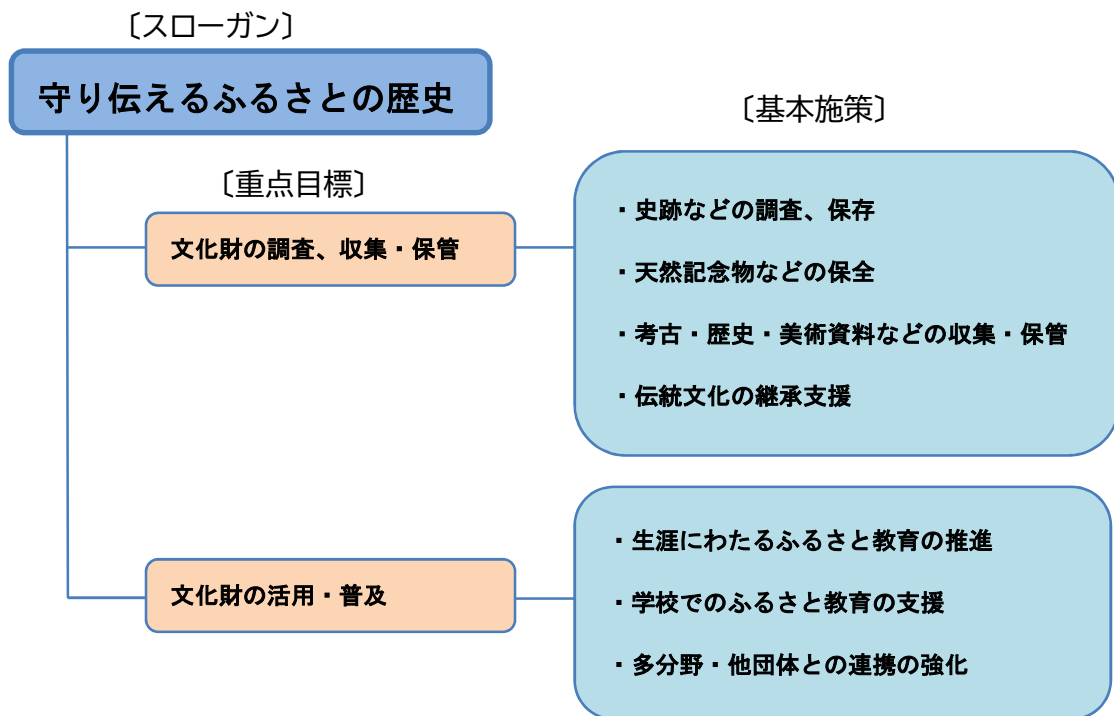 〔スローガン〕
守り伝えるふるさとの歴史
〔基本施策〕
〔重点目標〕
文化財の調査、収集・保管
・史跡などの調査、保存
・天然記念物などの保全
・考古・歴史・美術資料などの収集・保管
・伝統文化の継承支援
文化財の活用・普及
・生涯にわたるふるさと教育の推進
・学校でのふるさと教育の支援
・多分野・他団体との連携の強化